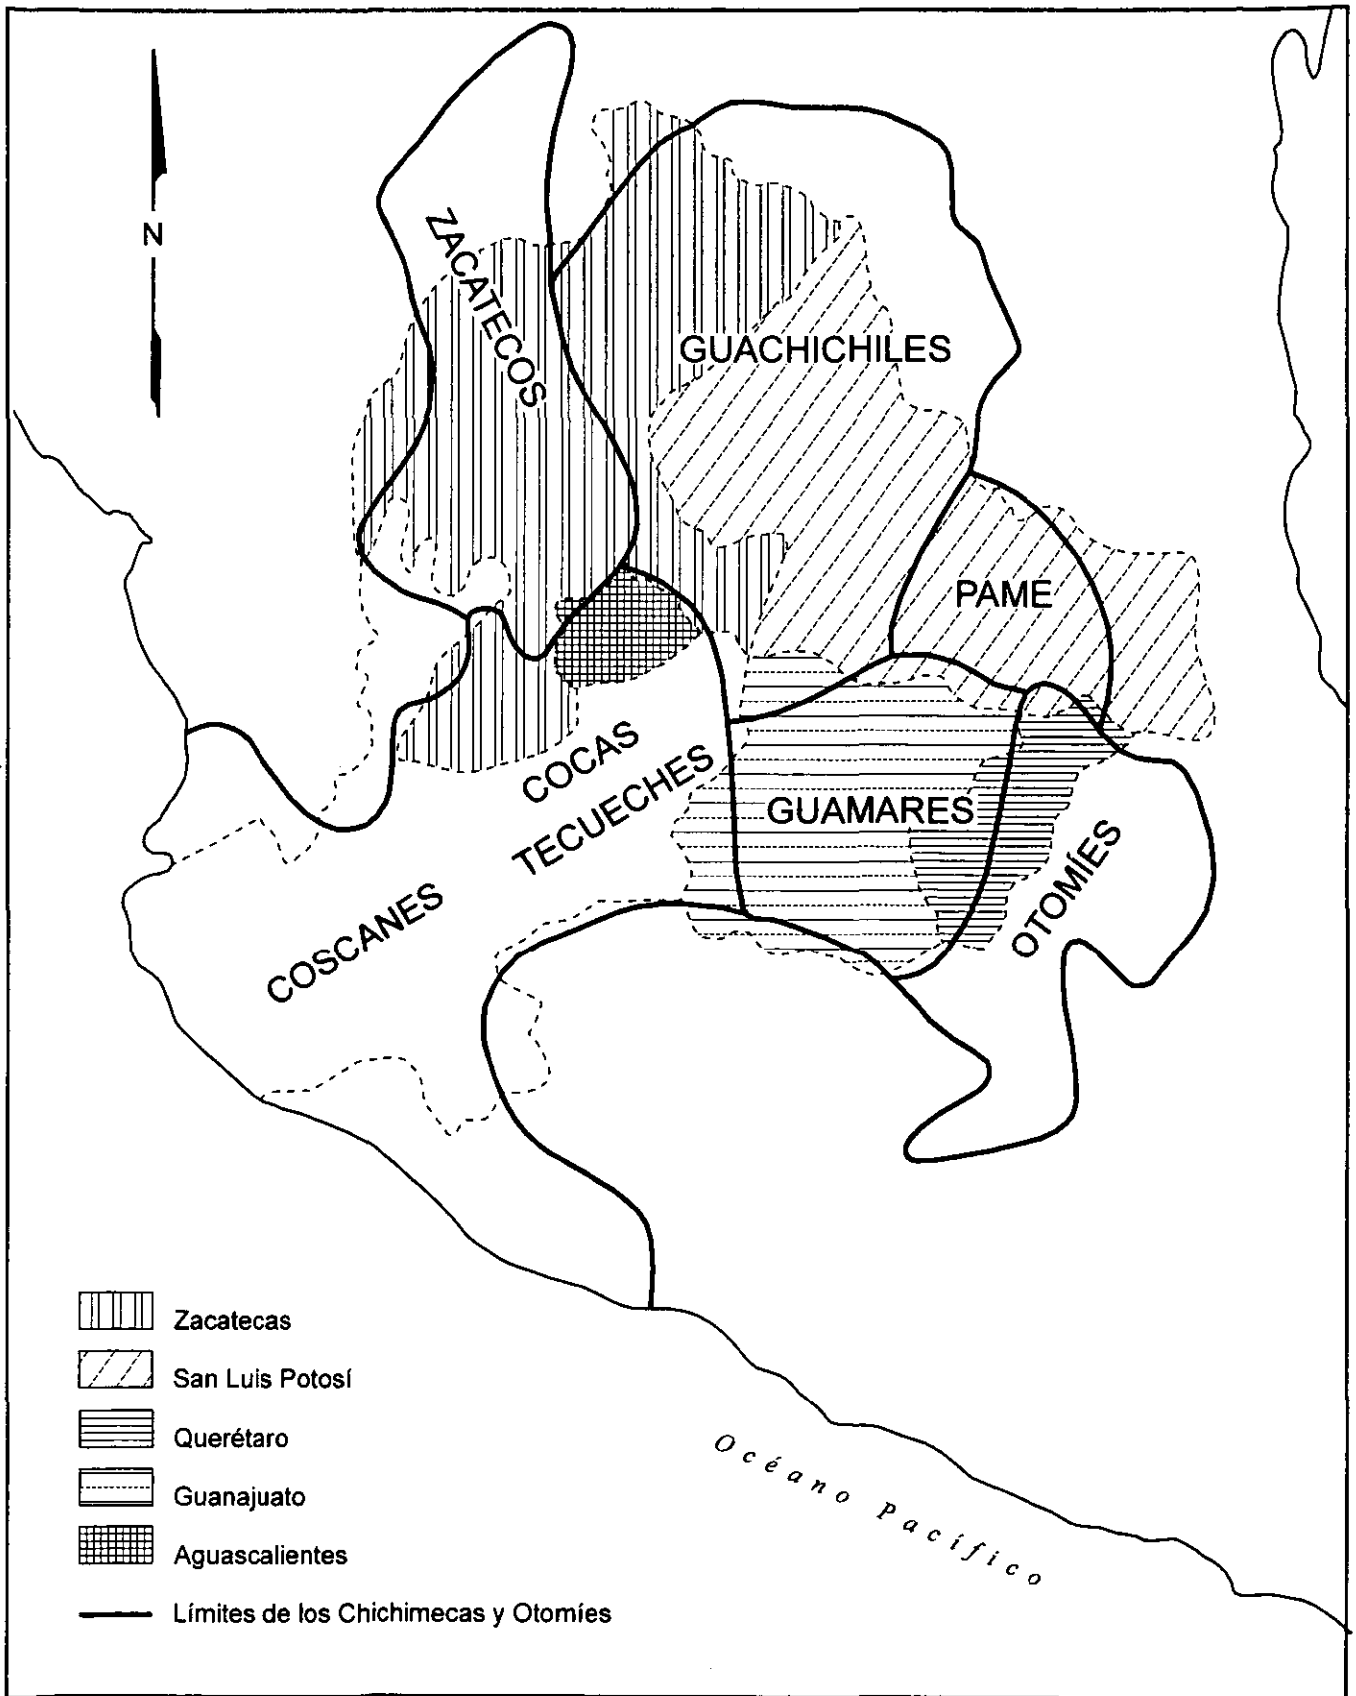 N
ZACATECOS
GUACHICHILES
PAME
COCAS
TECUECHES
GUAMARES
OTOMÍES
COSCANES
Zacatecas
San Luis Potosí
Querétaro
Guanajuato
Aguascalientes
Límites de los Chichimecas y Otomíes
Océano Pacífico